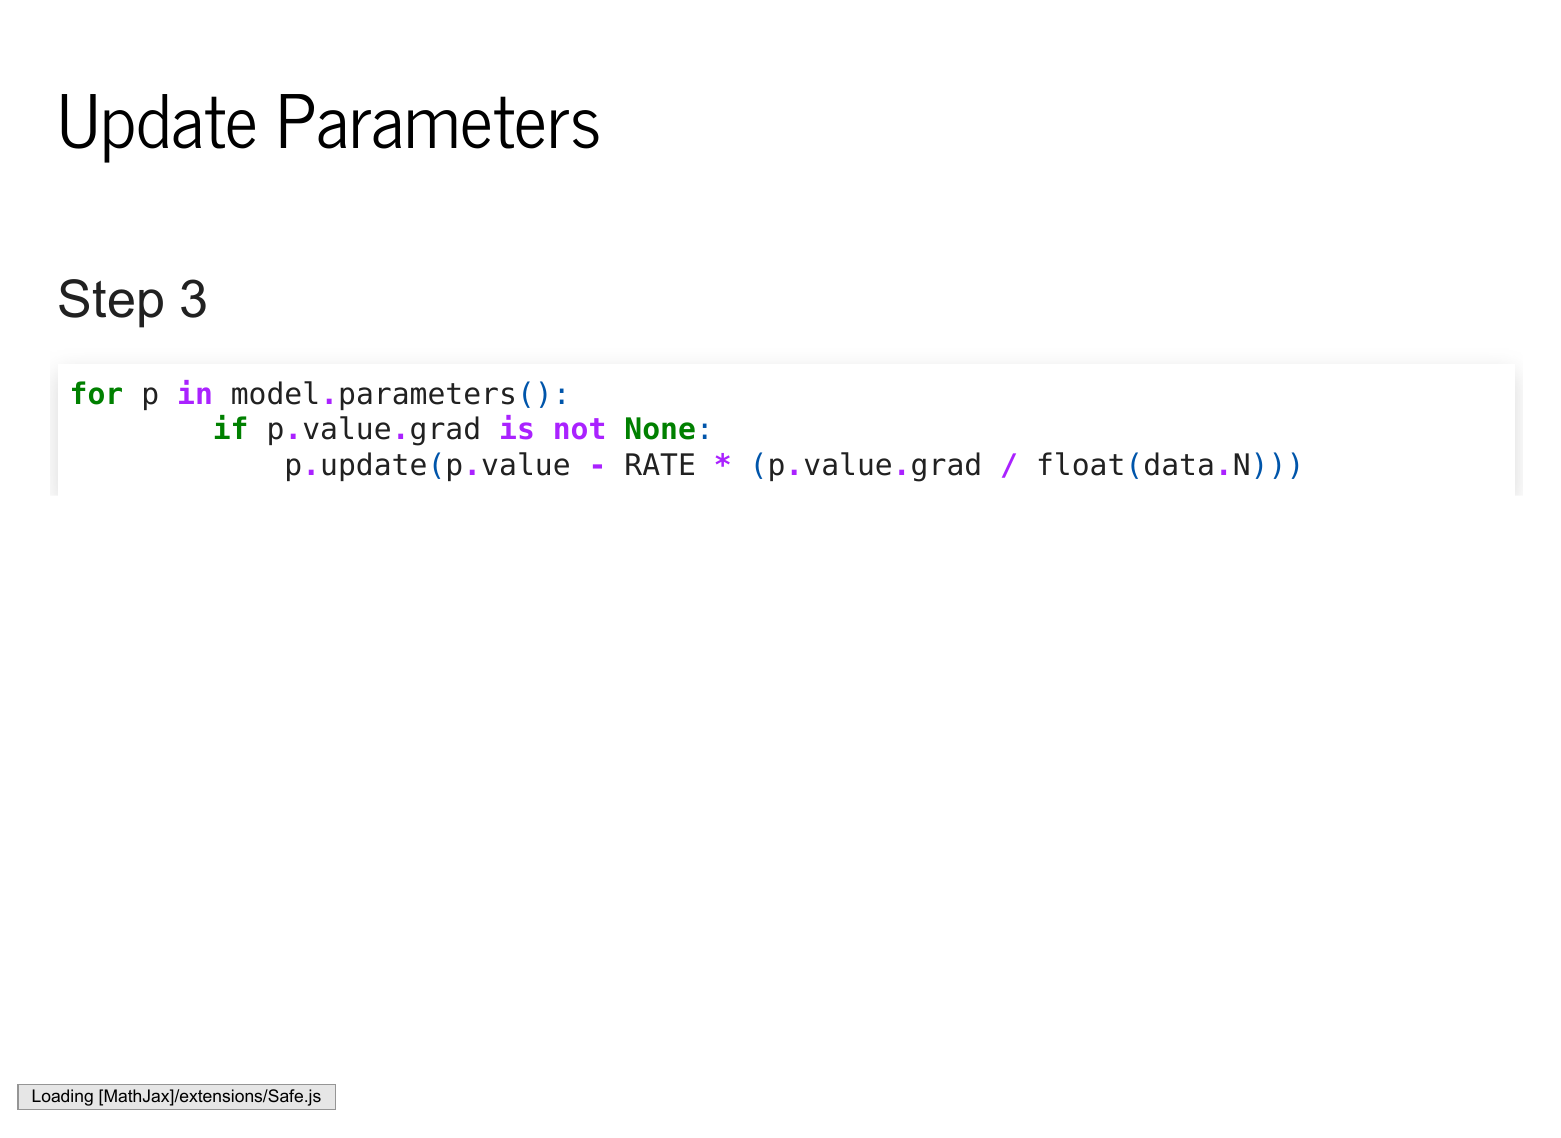 Update Parameters
Step 3
for p in model.parameters():
        if p.value.grad is not None:
            p.update(p.value - RATE * (p.value.grad / float(data.N)))
Loading [MathJax]/extensions/Safe.js